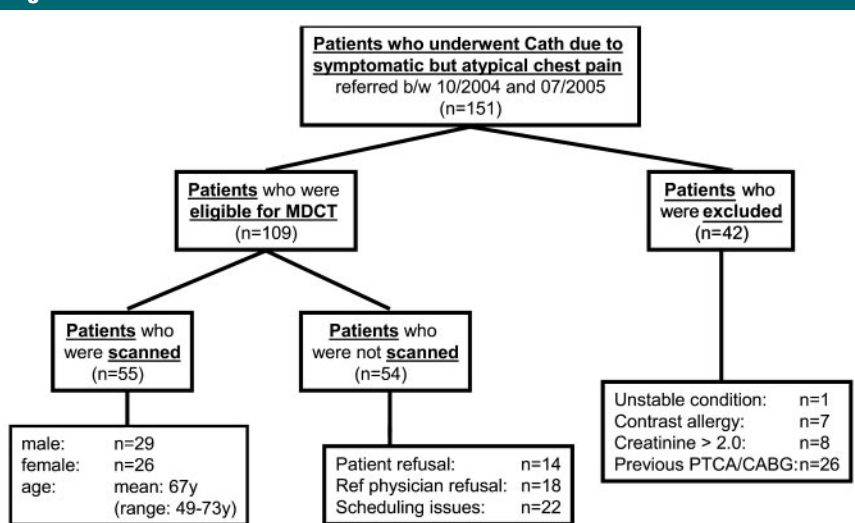 Patients who underwent Cath due to
symptomatic but atypical chest pain
referred b/w 10/2004 and 07/2005
(n=151)
Patients who were
eligible for MDCT
(n=109)
Patients who
were excluded
(n=42)
Patients who
were scanned
(n=55)
Patients who
were not scanned
(n=54)
Unstable condition: n=1
Contrast allergy: n=7
Creatinine > 2.0: n=8
Previous PTCA/CABG:n=26
male: n=29
female: n=26
age: mean: 67y
(range: 49-73y)
Patient refusal: n=14
Ref physician refusal: n=18
Scheduling issues: n=22